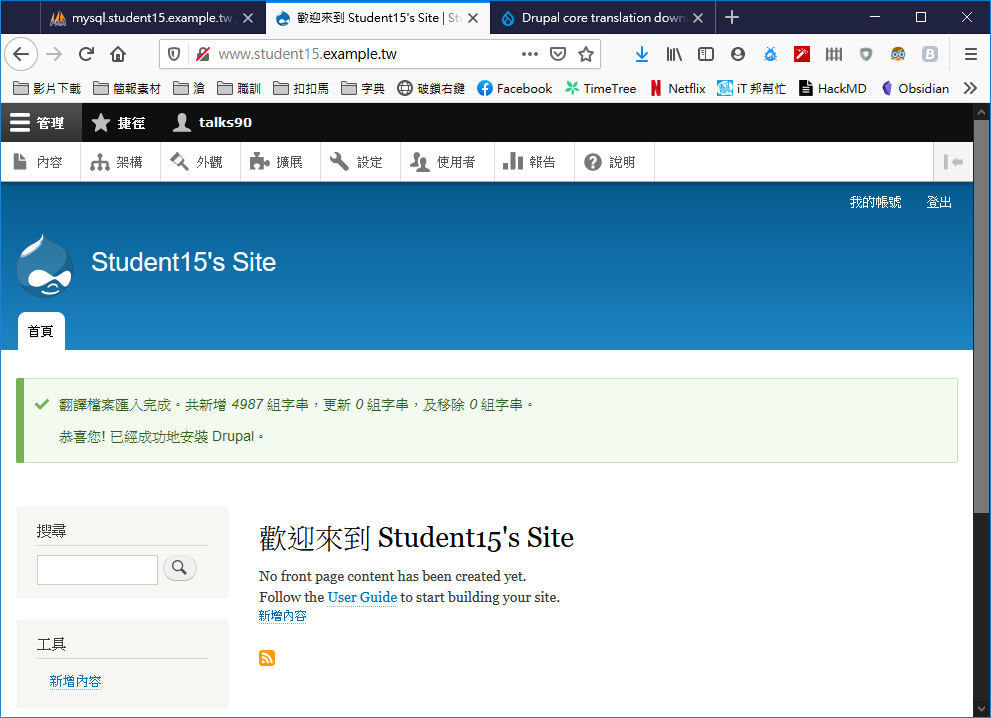 mysql.student15.example.tw
歡迎來到 Student15's Site | St
Drupal core translation down
www.student15.example.tw
影片下載 簡報素材 滄 職訓 扣扣馬 字典 破鎖右鍵 Facebook TimeTree Netflix iT 邦幫忙 HackMD Obsidian
管理 捷徑 talks90
內容 架構 外觀 擴展 設定 使用者 報告 說明
我的帳號 登出
Student15's Site
首頁
翻譯檔案匯入完成。共新增 4987 組字串，更新 0 組字串，及移除 0 組字串。
恭喜您! 已經成功地安裝 Drupal。
搜尋
歡迎來到 Student15's Site
No front page content has been created yet.
Follow the User Guide to start building your site.
新增內容
工具
新增內容